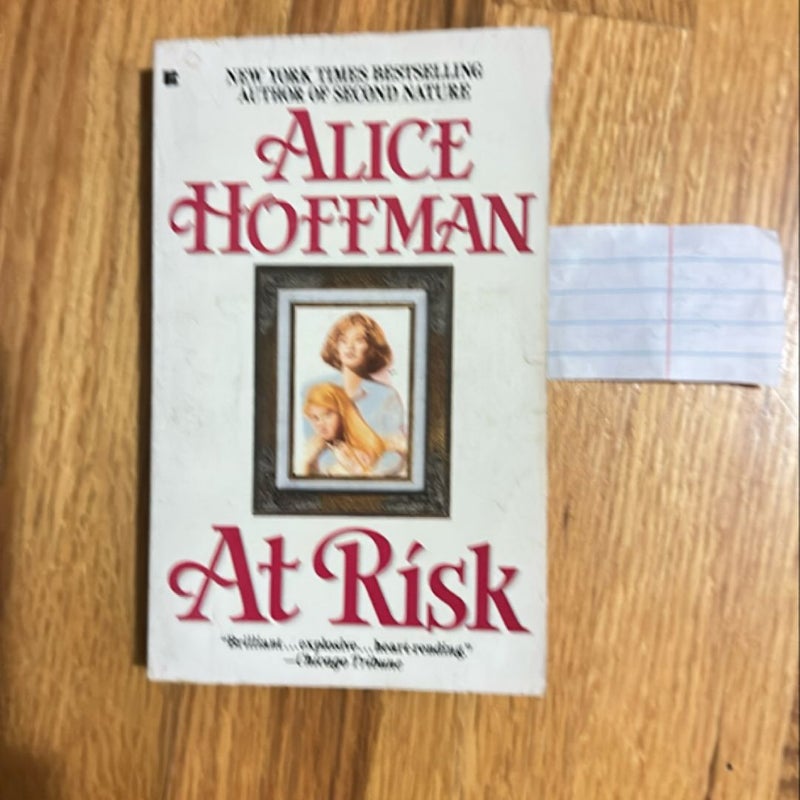 NEW YORK TIMES BESTSELLING
AUTHOR OF SECOND NATURE
ALICE
HOFFMAN
At Risk
"Brilliant...explosive...heart-rending."
—Chicago Tribune